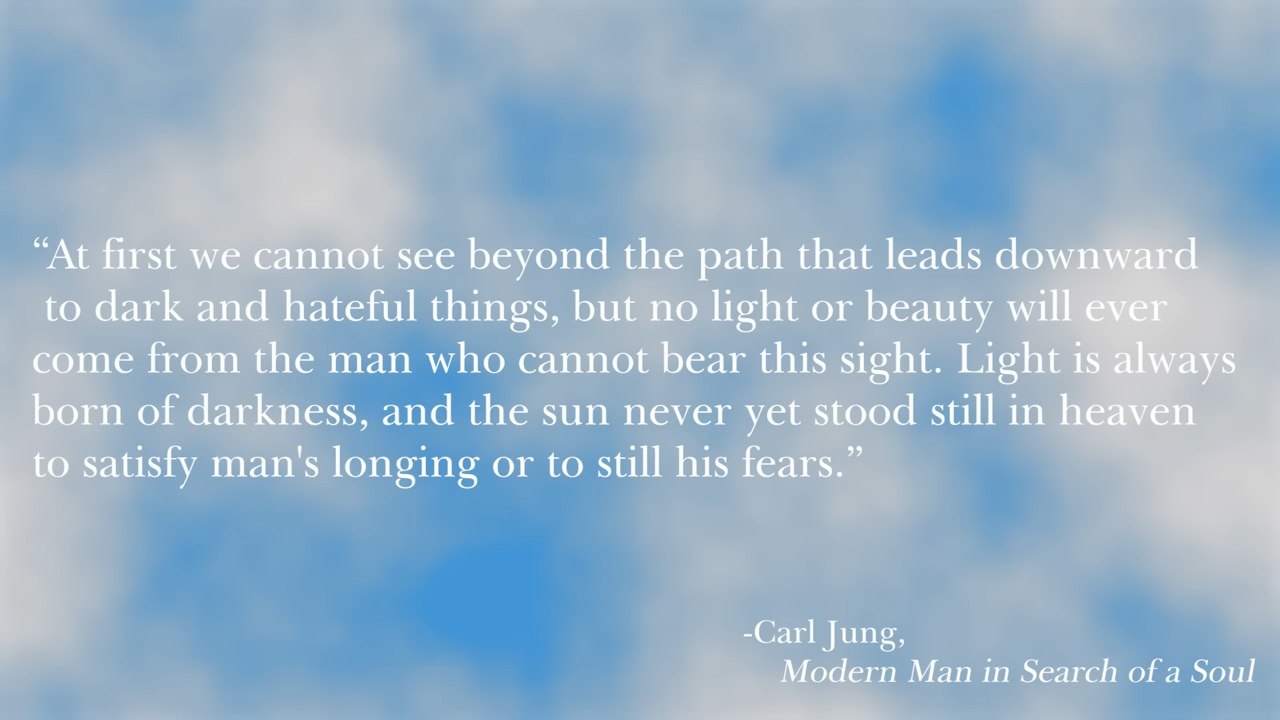 “At first we cannot see beyond the path that leads downward
to dark and hateful things, but no light or beauty will ever
come from the man who cannot bear this sight. Light is always
born of darkness, and the sun never yet stood still in heaven
to satisfy man's longing or to still his fears.”
-Carl Jung,
Modern Man in Search of a Soul